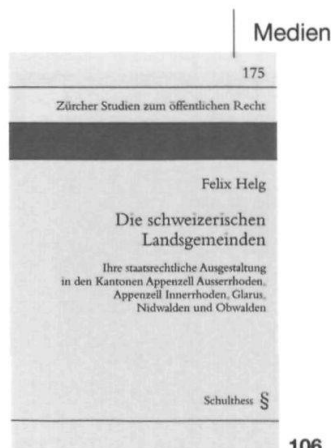 Medien
175
Zürcher Studien zum öffentlichen Recht
Felix Helg
Die schweizerischen
Landsgemeinden
Ihre staatsrechtliche Ausgestaltung
in den Kantonen Appenzell Ausserrhoden,
Appenzell Innerrhoden, Glarus,
Nidwalden und Obwalden
Schulthess §
106